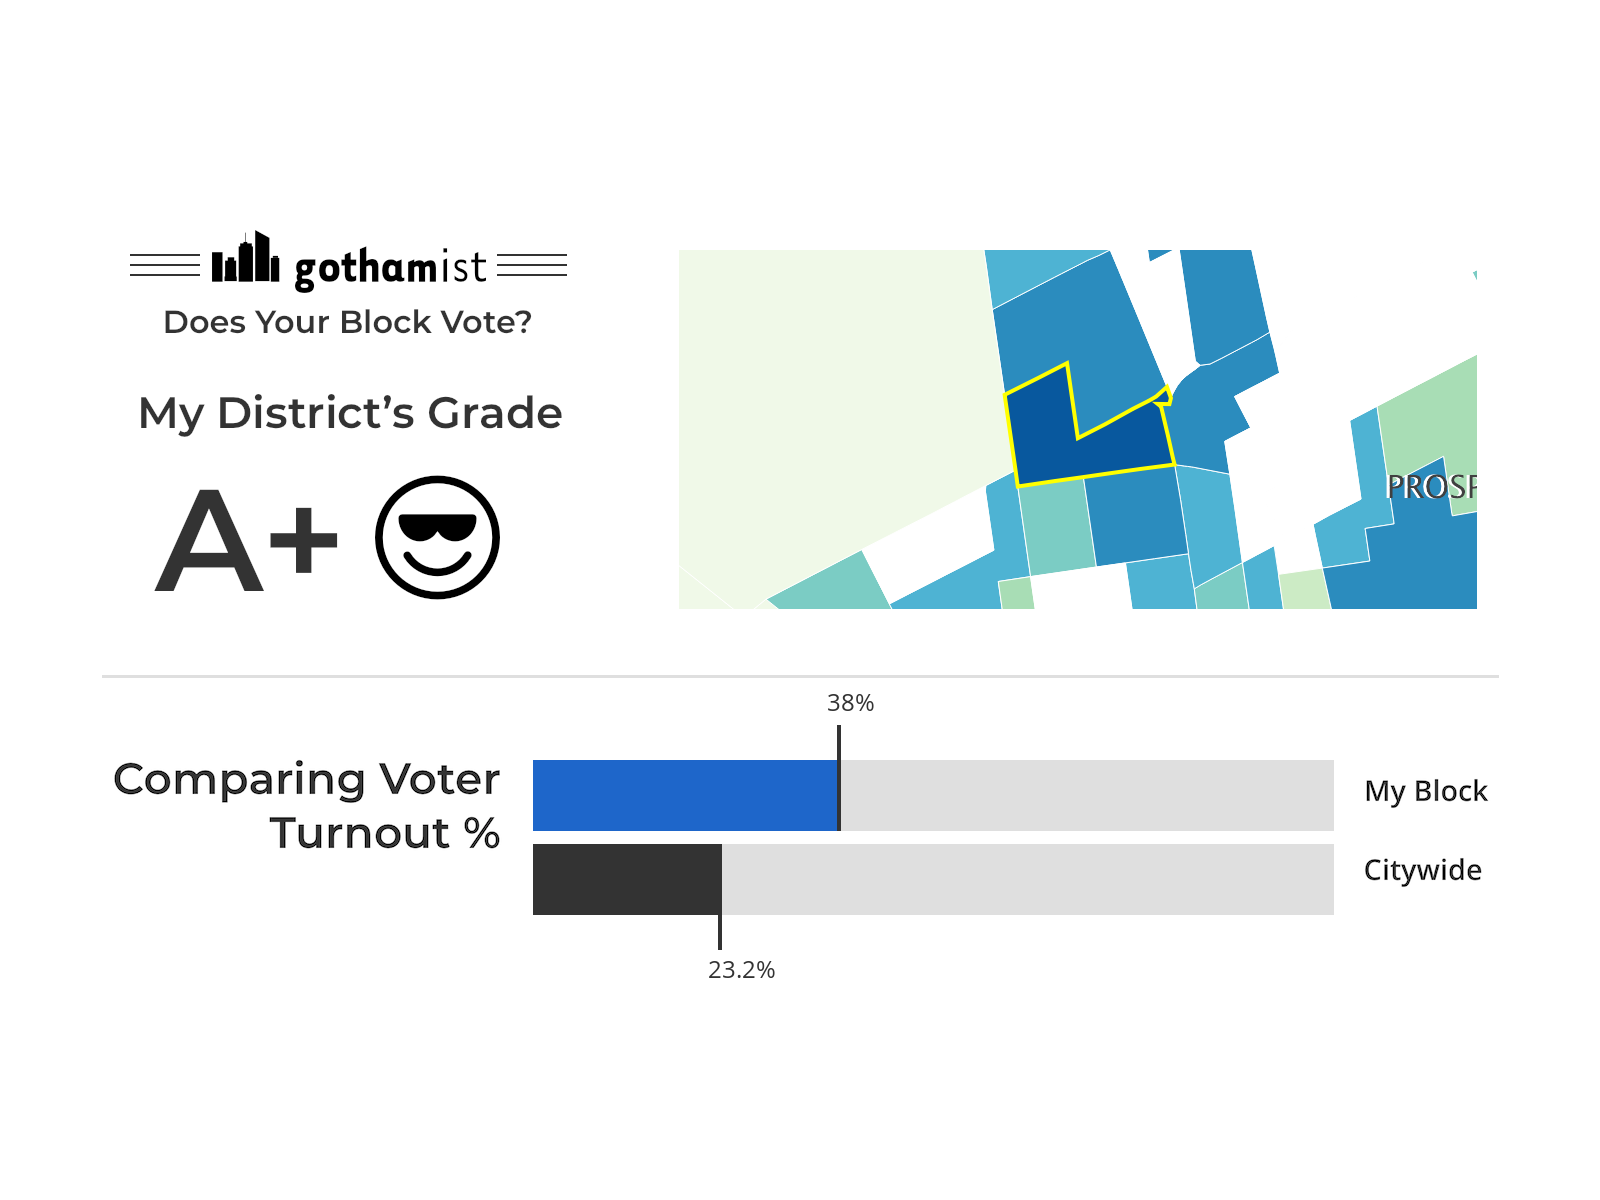 gothamist
Does Your Block Vote?
My District’s Grade
A+
PROSP
38%
Comparing Voter
Turnout %
My Block
Citywide
23.2%